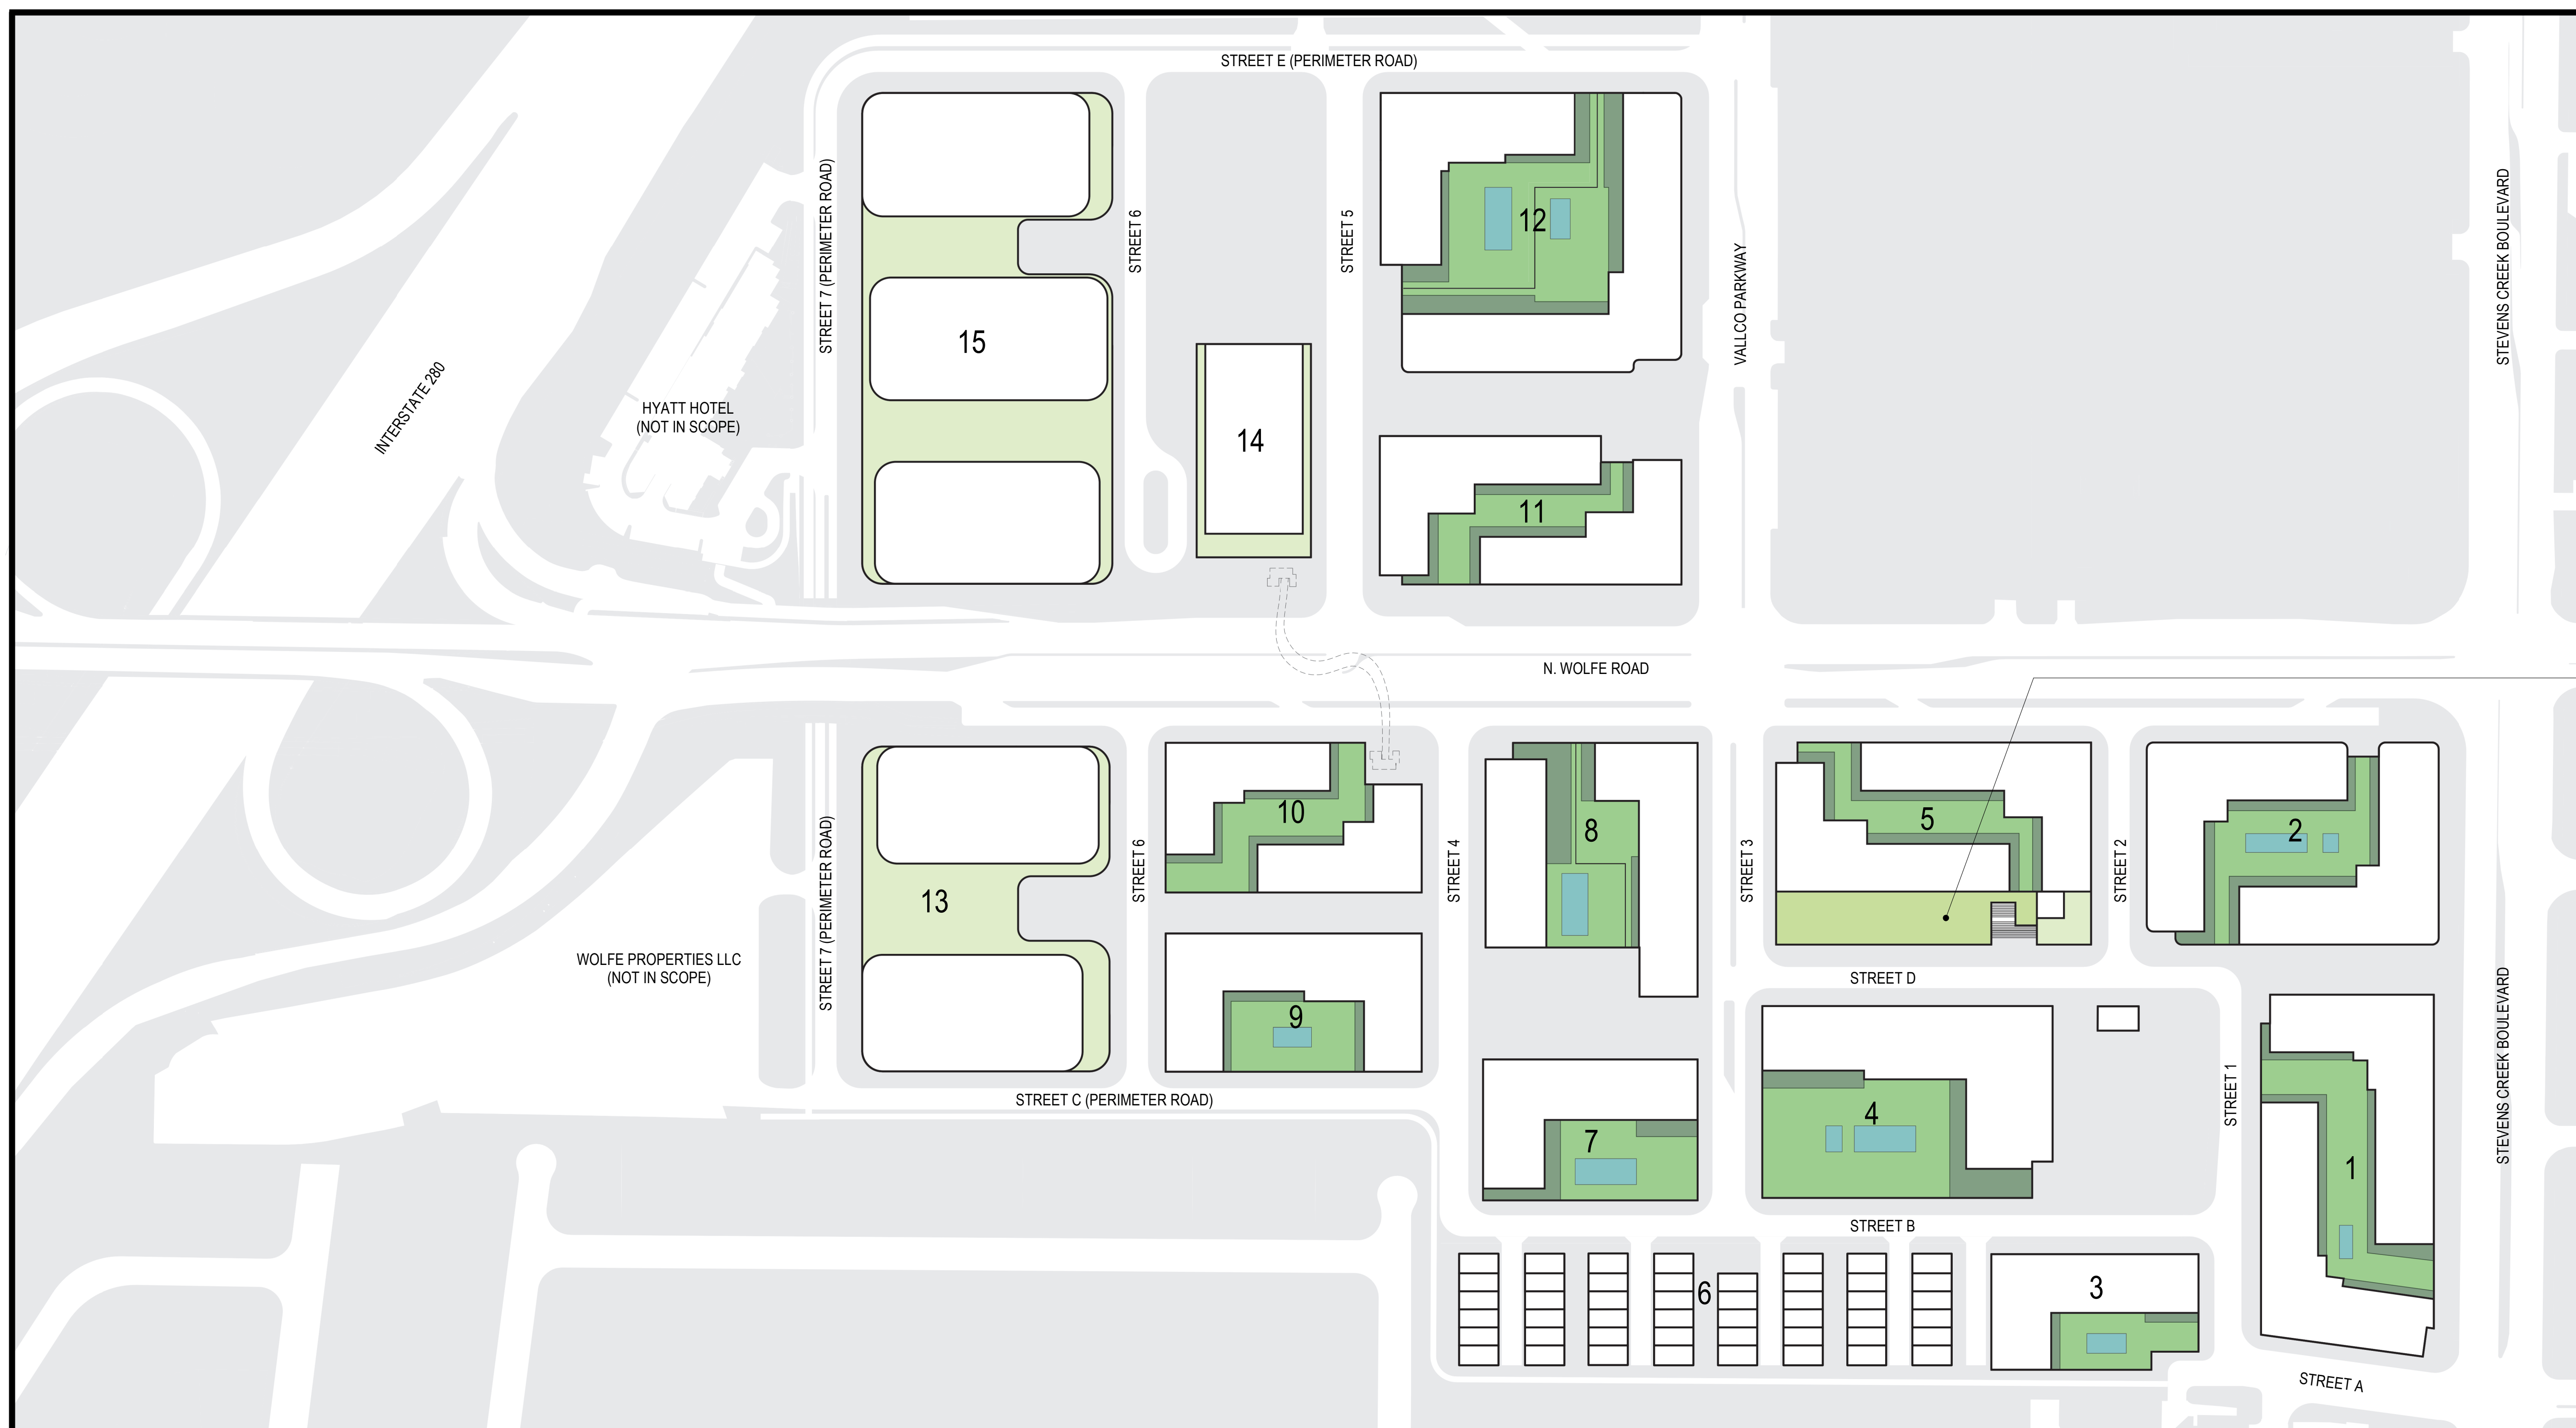 STREET E (PERIMETER ROAD)
STREET 7 (PERIMETER ROAD)
STREET 6
STREET 5
VALLCO PARKWAY
STEVENS CREEK BOULEVARD
12
15
INTERSTATE 280
HYATT HOTEL
(NOT IN SCOPE)
14
11
N. WOLFE ROAD
10
8
5
2
STREET 7 (PERIMETER ROAD)
STREET 6
STREET 4
STREET 3
STREET 2
13
WOLFE PROPERTIES LLC
(NOT IN SCOPE)
STREET D
9
STEVENS CREEK BOULEVARD
STREET C (PERIMETER ROAD)
STREET 1
4
7
1
STREET B
6
3
STREET A